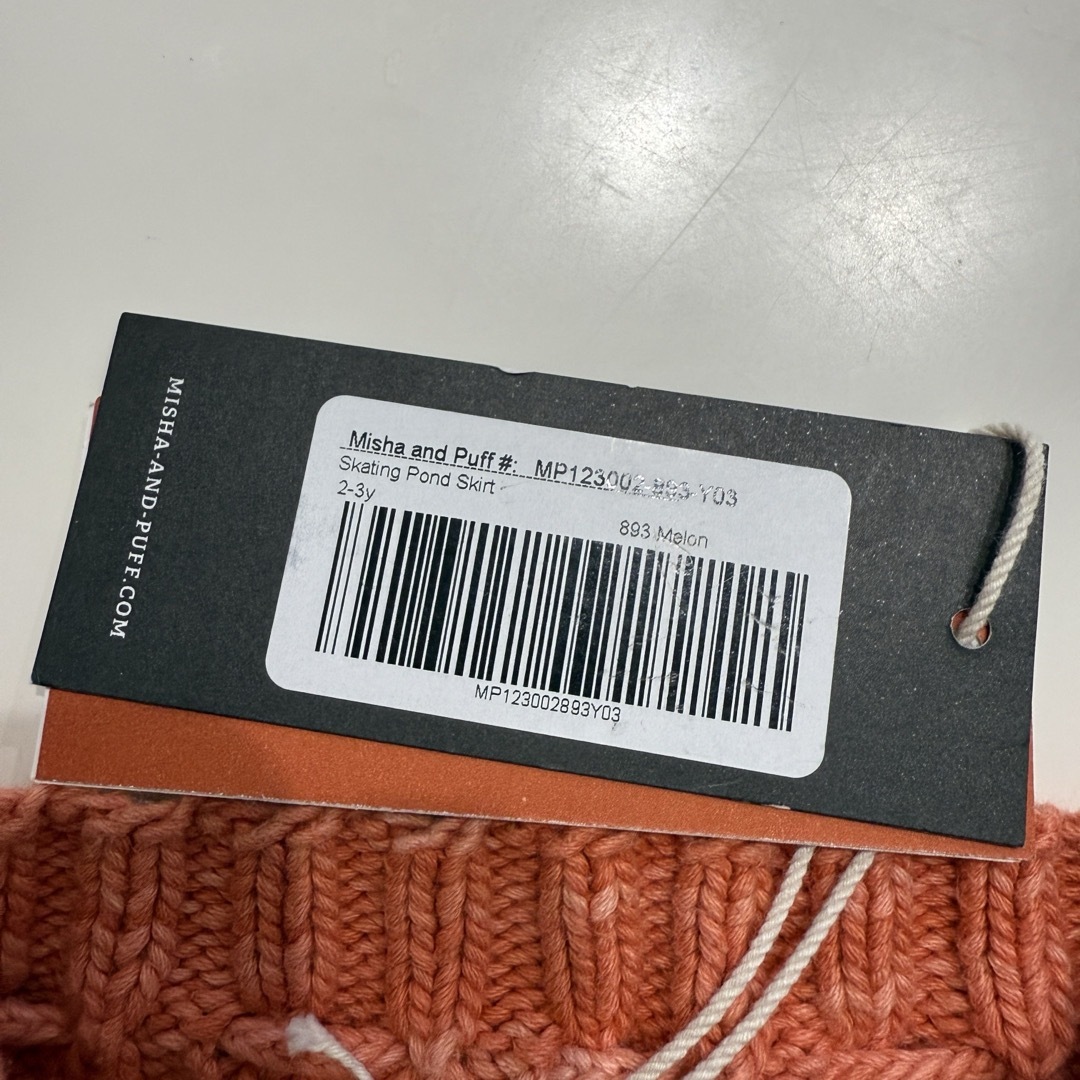 MISHA-AND-PUFF.COM
Misha and Puff #: MP123002-893-Y03
Skating Pond Skirt
2-3y
893 Melon
MP123002893Y03